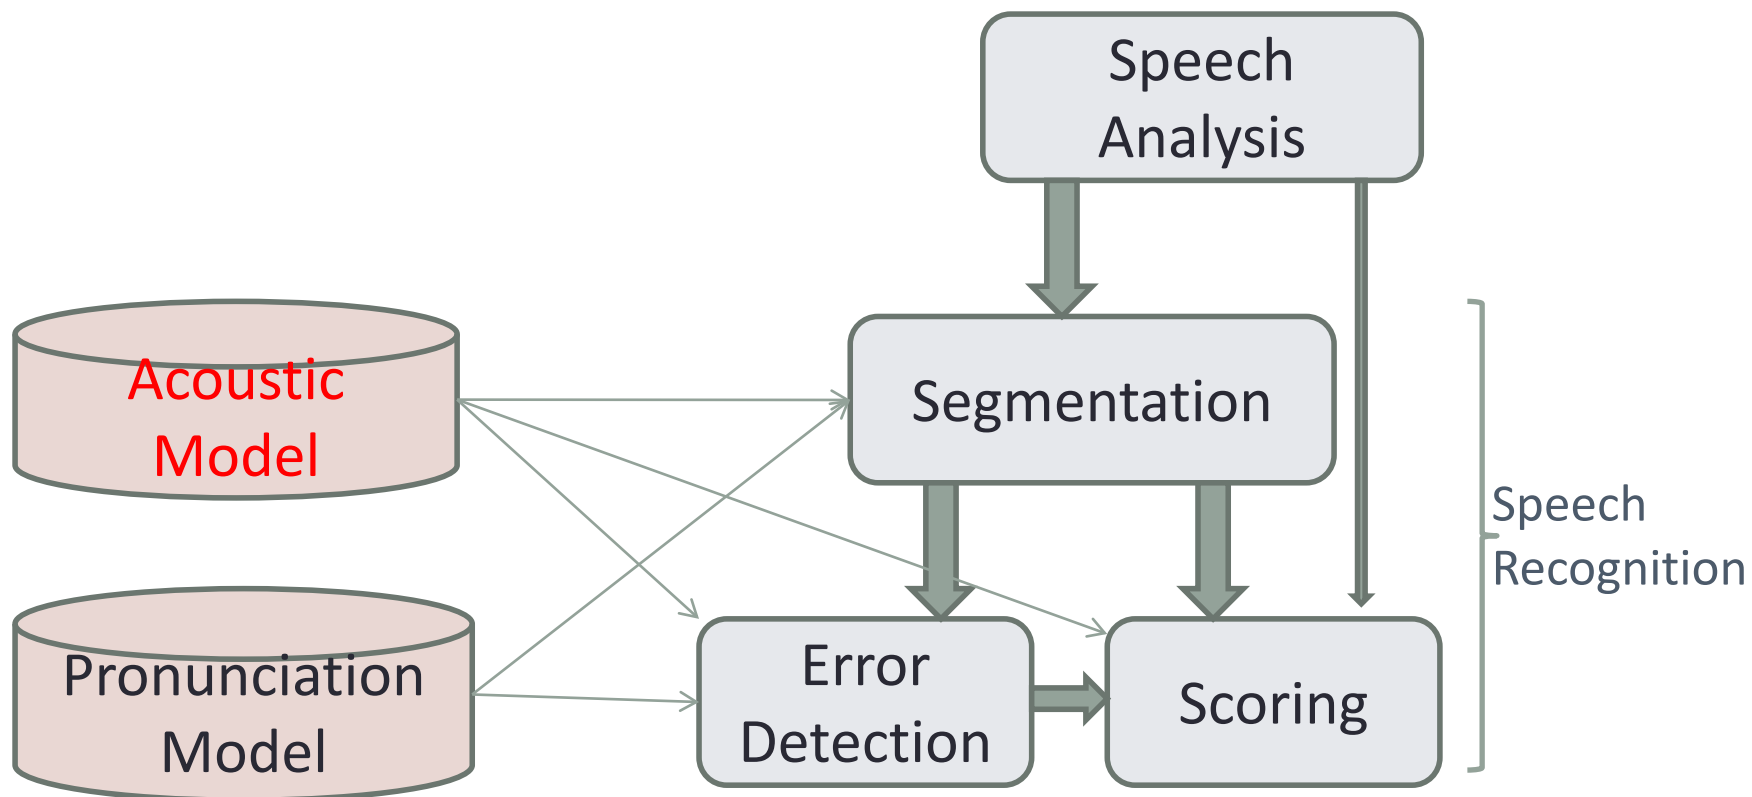 Speech
Analysis
Acoustic
Model
Segmentation
Speech
Recognition
Pronunciation
Model
Error
Detection
Scoring